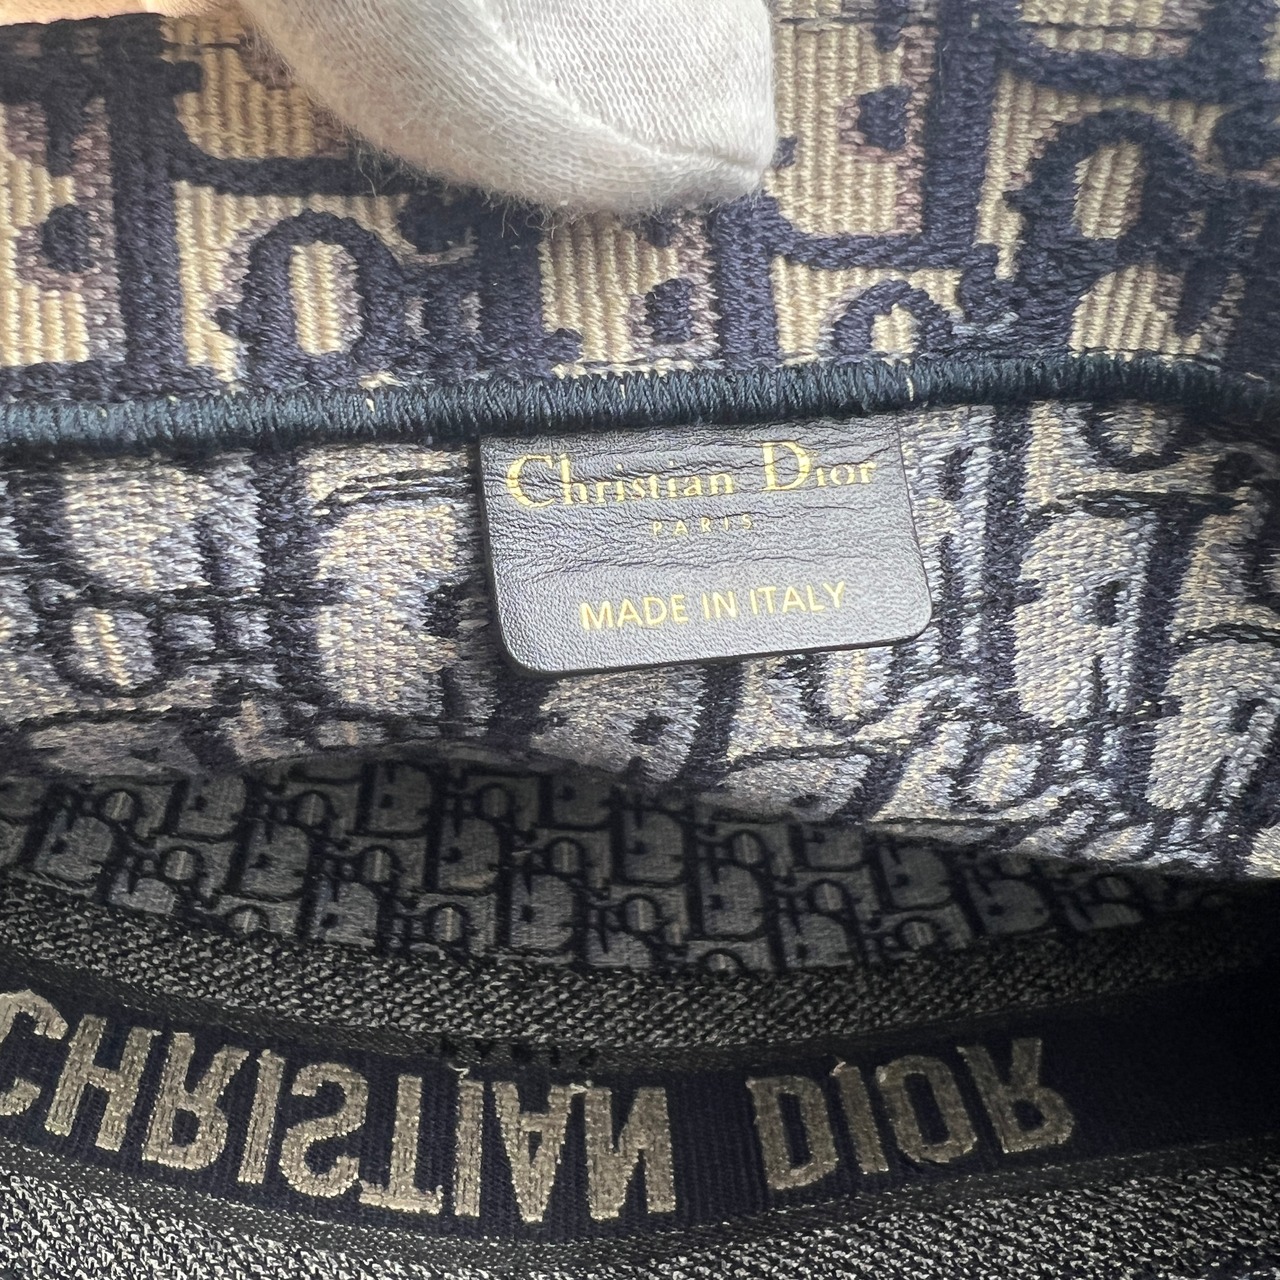 Christian Dior
PARIS
MADE IN ITALY
CHRISTIAN DIOR